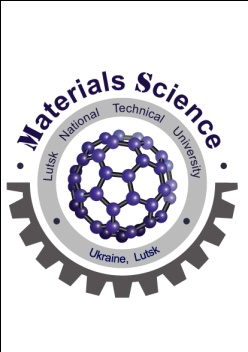 Materials Science
Lutsk National Technical University
Ukraine, Lutsk